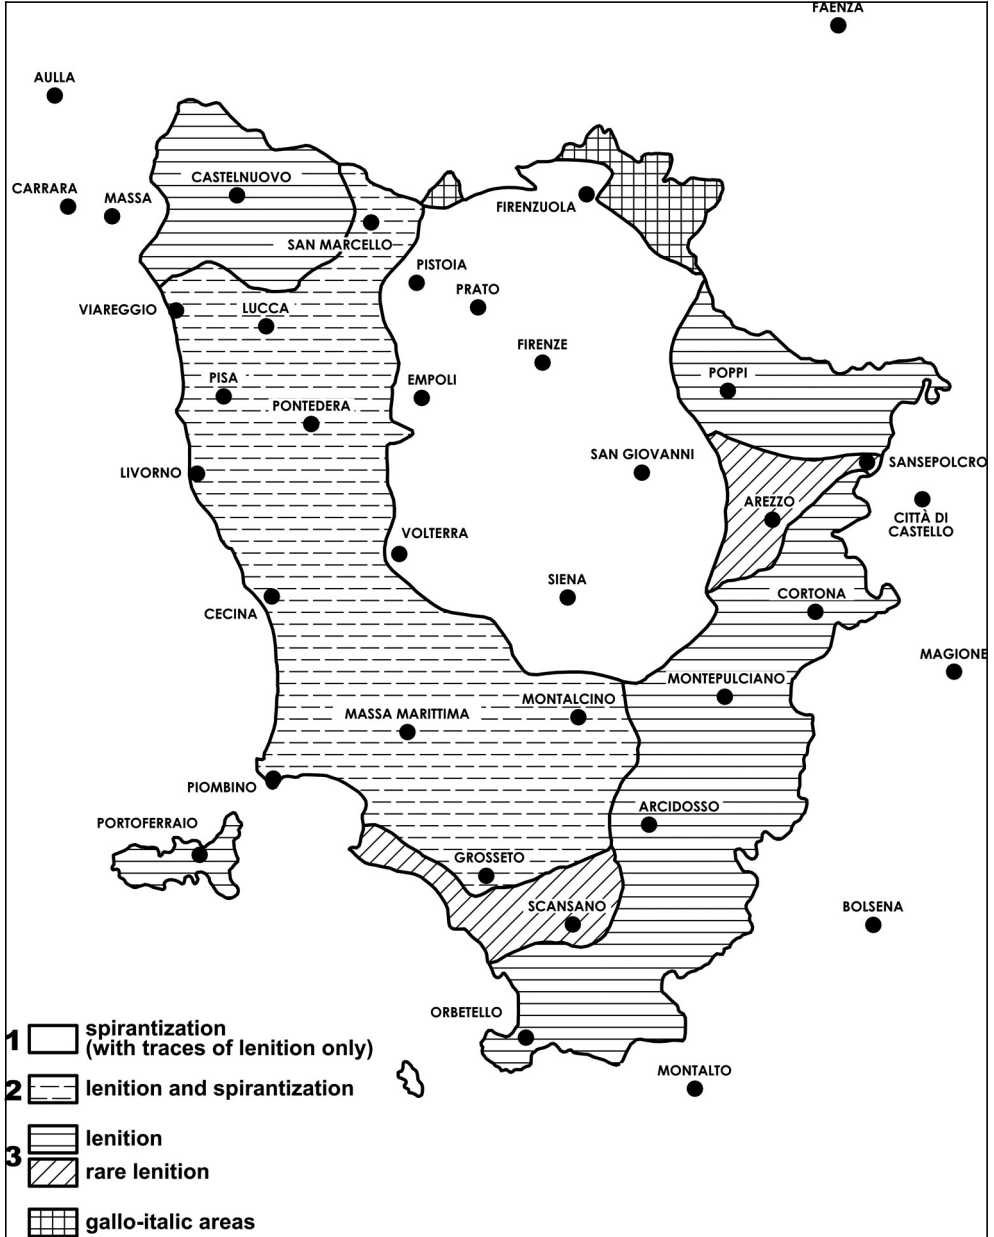 FAENZA
AULLA
CASTELNUOVO
CARRARA
MASSA
FIRENZUOLA
SAN MARCELLO
PISTOIA
PRATO
VIAREGGIO
LUCCA
FIRENZE
PISA
EMPOLI
POPPI
PONTEDERA
SAN GIOVANNI
LIVORNO
SANSEPOLCRO
AREZZO
CITTÀ DI
CASTELLO
VOLTERRA
SIENA
CORTONA
CECINA
MAGIONE
MONTEPULCIANO
MONTALCINO
MASSA MARITTIMA
PIOMBINO
ARCIDOSSO
PORTOFERRAIO
GROSSETO
SCANSANO
BOLSENA
ORBETELLO
MONTALTO
1 spirantization
(with traces of lenition only)
2 lenition and spirantization
3 lenition
rare lenition
gallo-italic areas